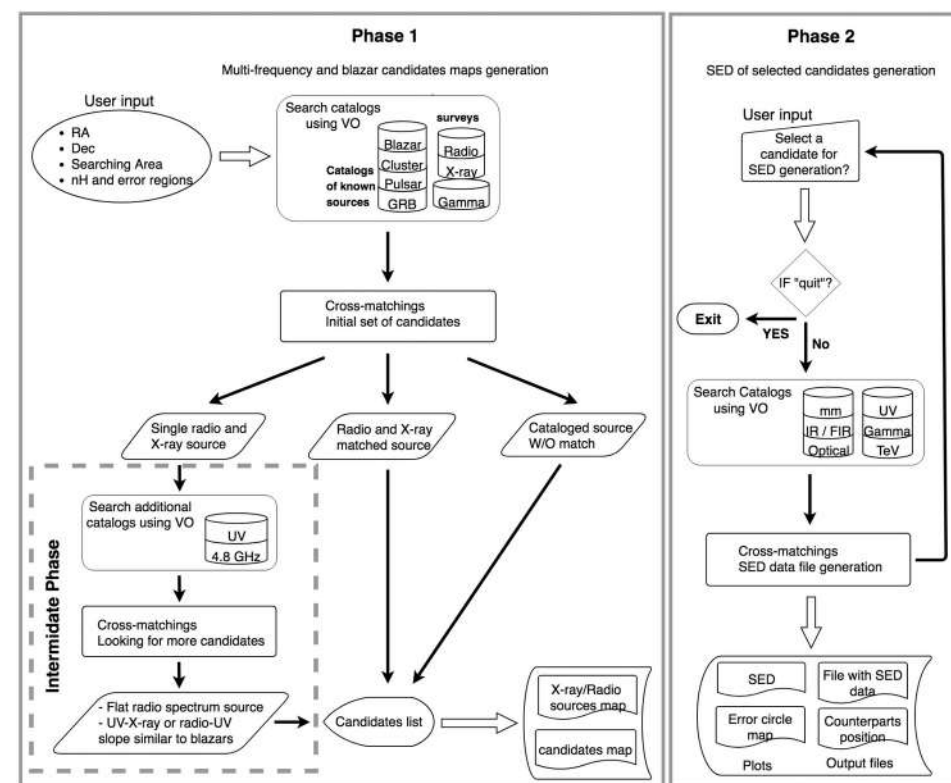 Phase 1
Multi-frequency and blazar candidates maps generation
User input
• RA
• Dec
• Searching Area
• nH and error regions
Search catalogs
using VO
surveys
Catalogs
of known
sources
Blazar
Cluster
Pulsar
GRB
Radio
X-ray
Gamma
Cross-matchings
Initial set of candidates
Single radio and
X-ray source
Radio and X-ray
matched source
Cataloged source
W/O match
Intermidate Phase
Search additional
catalogs using VO
UV
4.8 GHz
Cross-matchings
Looking for more candidates
- Flat radio spectrum source
- UV-X-ray or radio-UV
slope similar to blazars
Candidates list
X-ray/Radio
sources map
candidates map
Phase 2
SED of selected candidates generation
User input
Select a
candidate for
SED generation?
IF "quit"?
Exit
YES
No
Search Catalogs
using VO
mm
IR / FIR
Optical
UV
Gamma
TeV
Cross-matchings
SED data file generation
SED
Error circle
map
Plots
File with SED
data
Counterparts
position
Output files